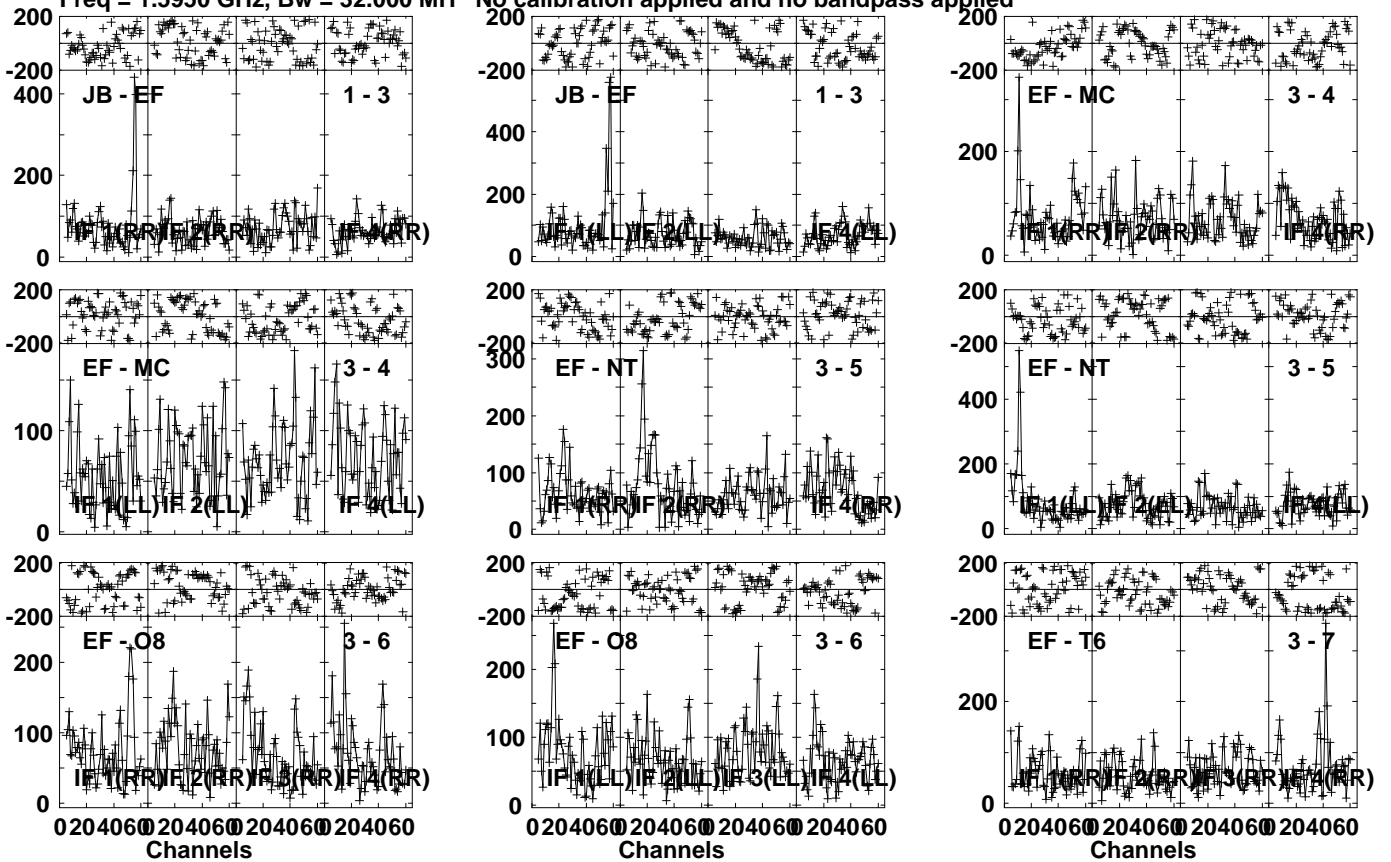 Freq = 1.5950 GHz, Bw = 32.000 MH No calibration applied and no bandpass applied
200 200 200
-200 -200 -200
JB - EF 1 - 3 JB - EF 1 - 3 EF - MC 3 - 4
400 600 200
200 400 0
0 200
0
IF 1(RR) IF 2(RR) IF 4(RR) IF 1(LL) IF 2(LL) IF 4(LL) IF 1(RR) IF 2(RR) IF 4(RR)
200 200 200
-200 -200 -200
EF - MC 3 - 4 EF - NT 3 - 5 EF - NT 3 - 5
100 300 400
0 200 200
100 0
0
IF 1(LL) IF 2(LL) IF 4(LL) IF 1(RR) IF 2(RR) IF 4(RR) IF 1(LL) IF 2(LL) IF 4(LL)
200 200 200
-200 -200 -200
EF - O8 3 - 6 EF - O8 3 - 6 EF - T6 3 - 7
200 200 200
100 100 0
0 0
IF 1(RR) IF 2(RR) IF 3(RR) IF 4(RR) IF 1(LL) IF 2(LL) IF 3(LL) IF 4(LL) IF 1(RR) IF 2(RR) IF 3(RR) IF 4(RR)
0 20 40 60 0 20 40 60 0 20 40 60 0 20 40 60 0 20 40 60 0 20 40 60 0 20 40 60 0 20 40 60 0 20 40 60 0 20 40 60 0 20 40 60 0 20 40 60
Channels Channels Channels